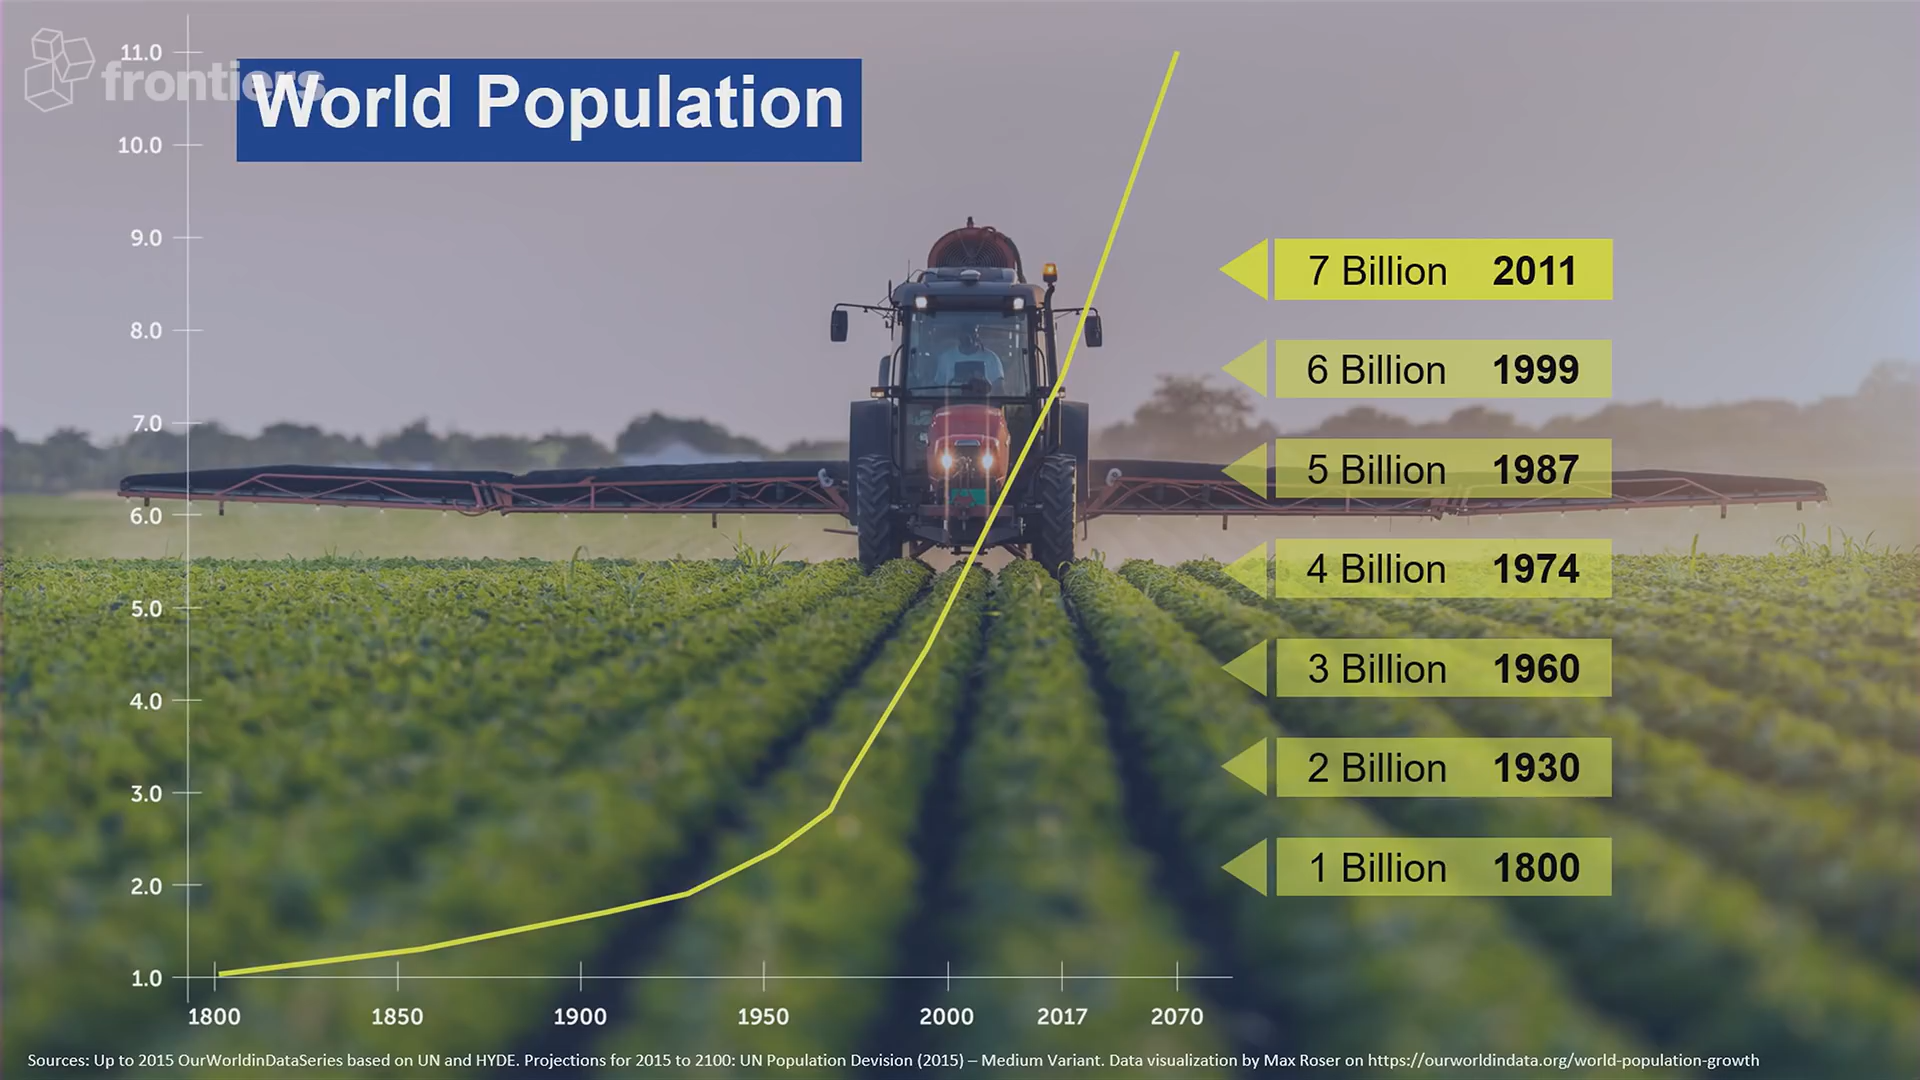 frontiers
World Population
11.0
10.0
9.0
8.0
7.0
6.0
5.0
4.0
3.0
2.0
1.0
1800 1850 1900 1950 2000 2017 2070
7 Billion 2011
6 Billion 1999
5 Billion 1987
4 Billion 1974
3 Billion 1960
2 Billion 1930
1 Billion 1800
Sources: Up to 2015 OurWorldinDataSeries based on UN and HYDE. Projections for 2015 to 2100: UN Population Devision (2015) – Medium Variant. Data visualization by Max Roser on https://ourworldindata.org/world-population-growth